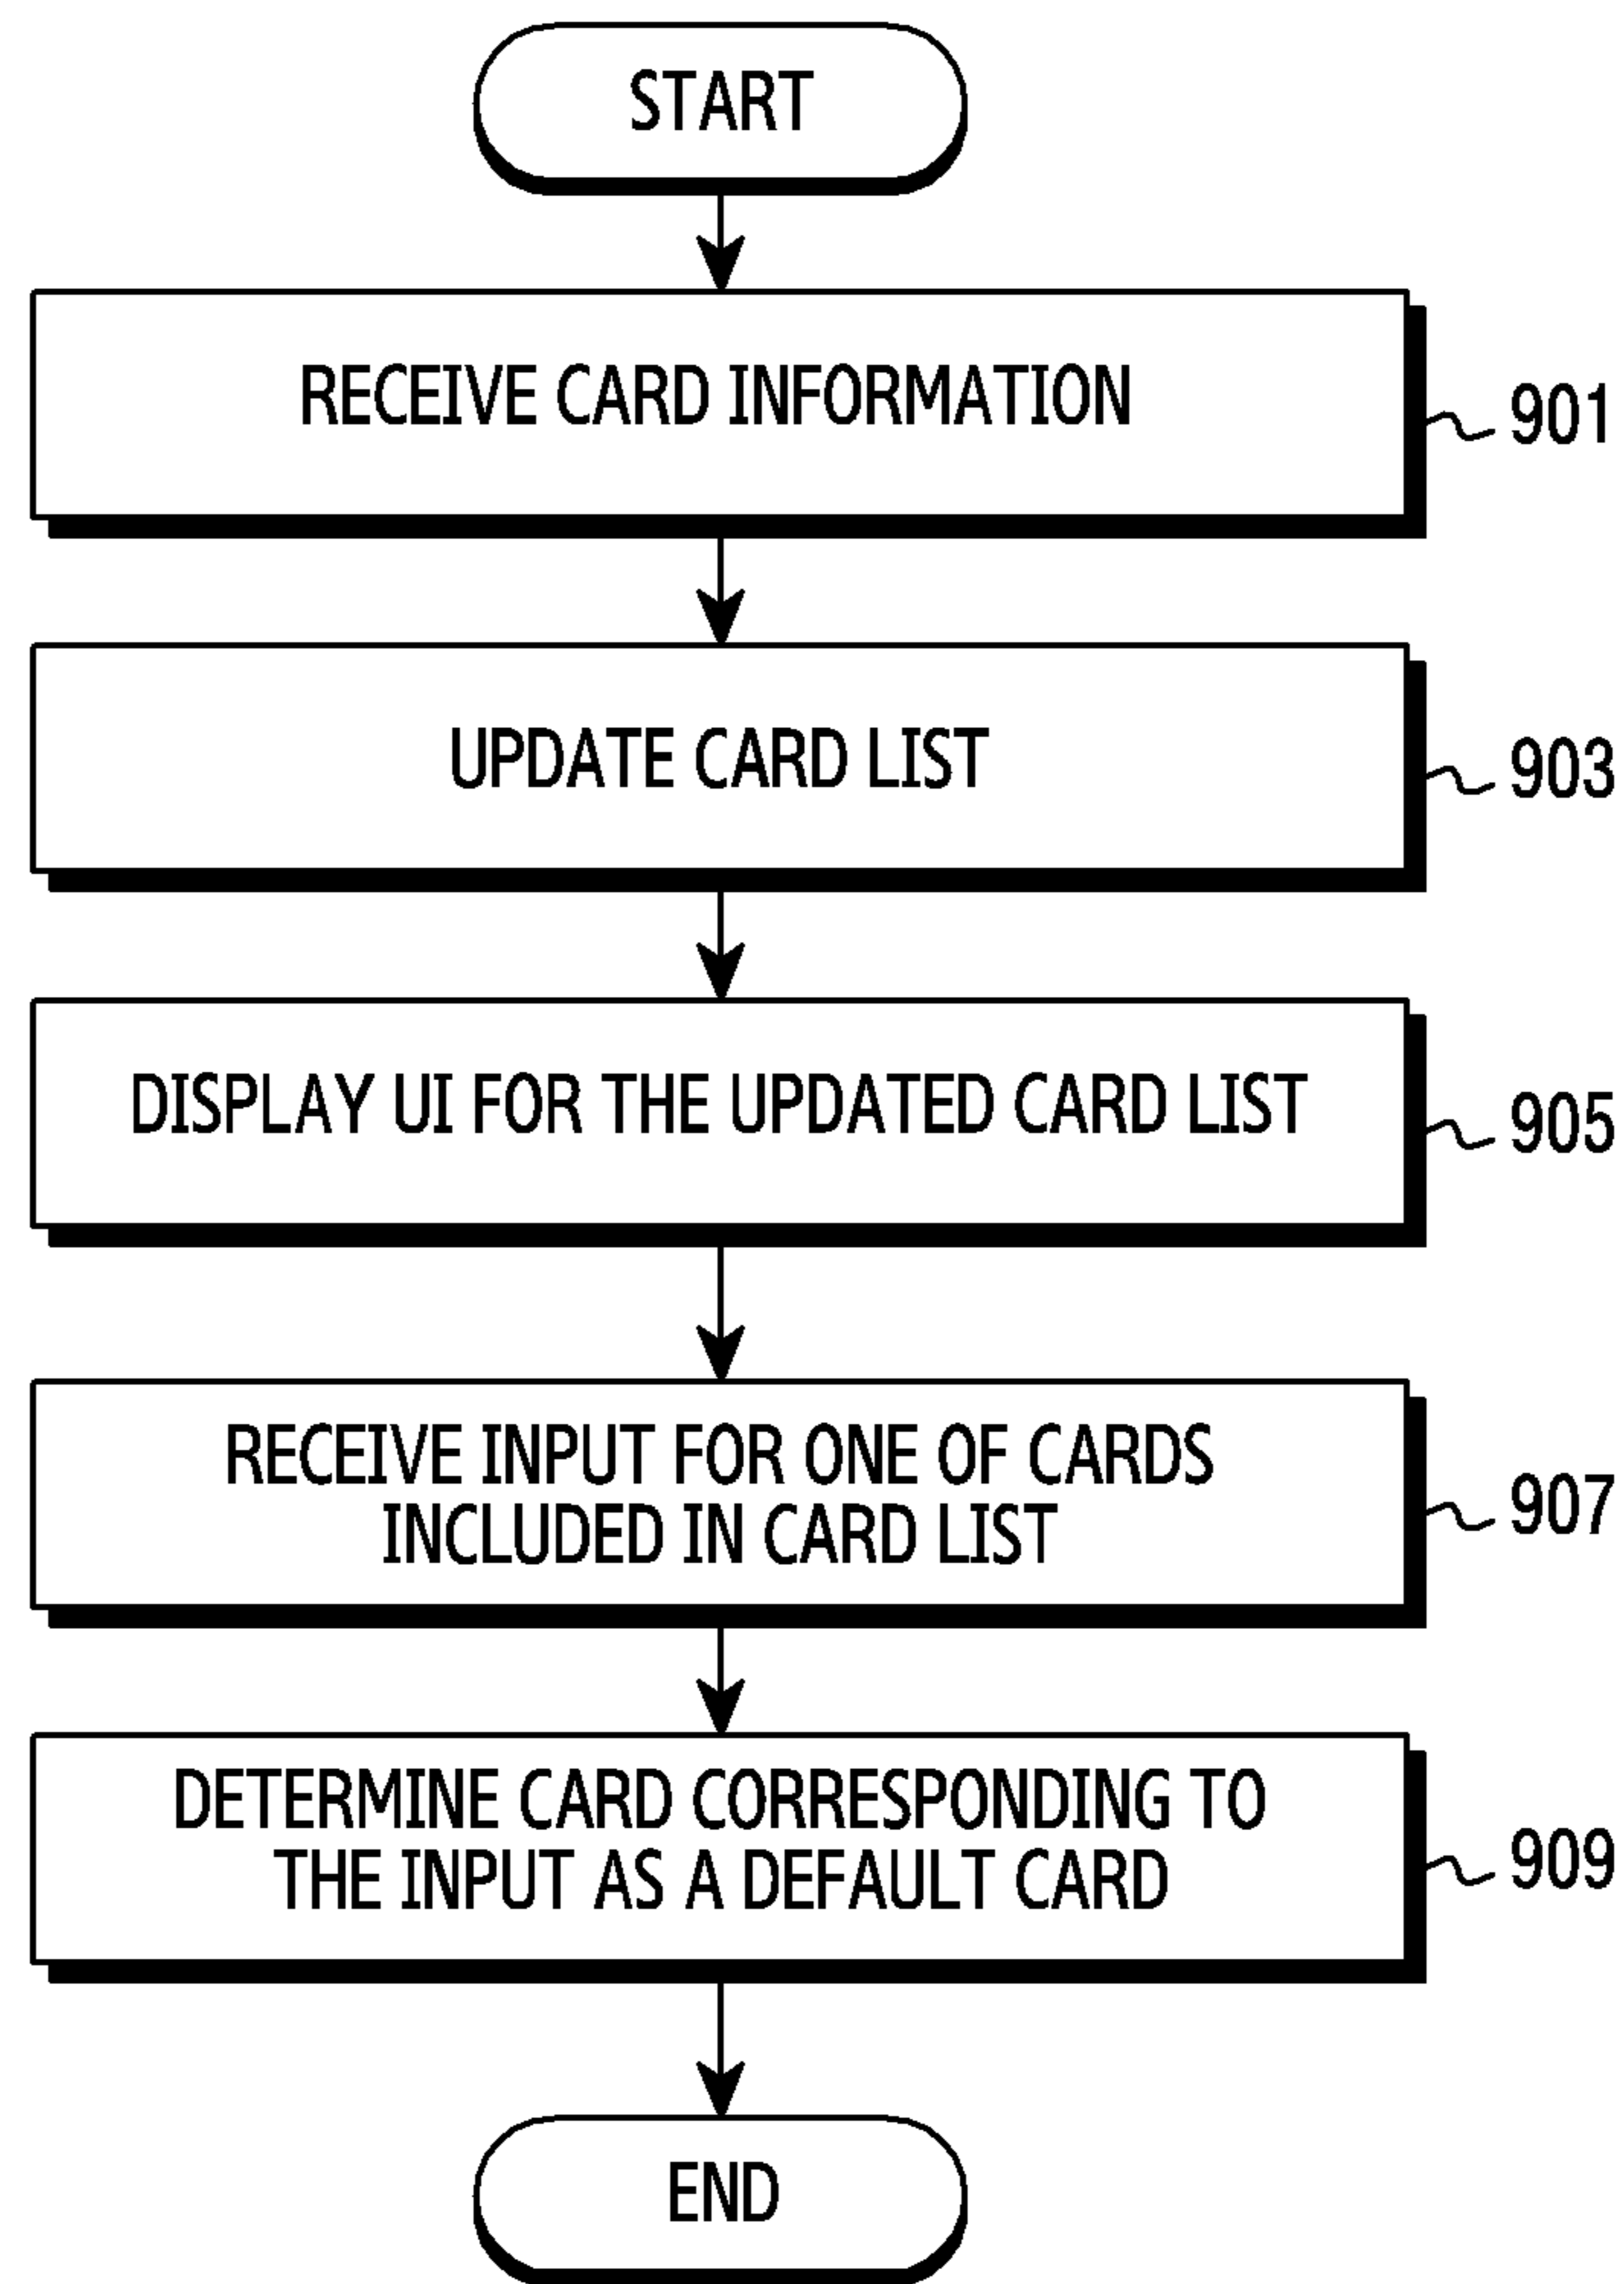 START
RECEIVE CARD INFORMATION
901
UPDATE CARD LIST
903
DISPLAY UI FOR THE UPDATED CARD LIST
905
RECEIVE INPUT FOR ONE OF CARDS
INCLUDED IN CARD LIST
907
DETERMINE CARD CORRESPONDING TO
THE INPUT AS A DEFAULT CARD
909
END